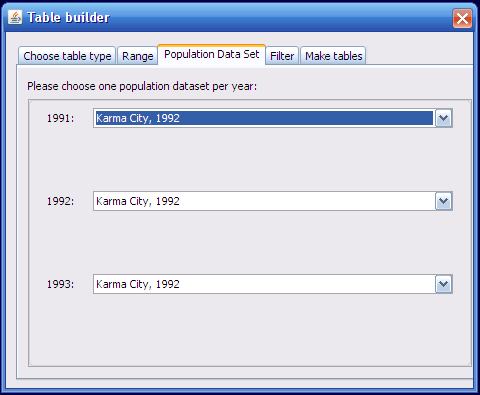 Table builder
Choose table type Range Population Data Set Filter Make tables
Please choose one population dataset per year:
1991: Karma City, 1992
1992: Karma City, 1992
1993: Karma City, 1992